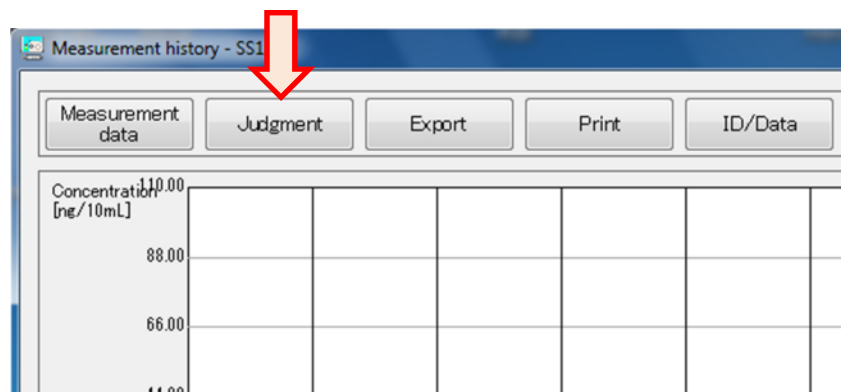 Measurement history - SS1
Measurement
data
Judgment
Export
Print
ID/Data
Concentration
[ng/10mL]
110.00
88.00
66.00